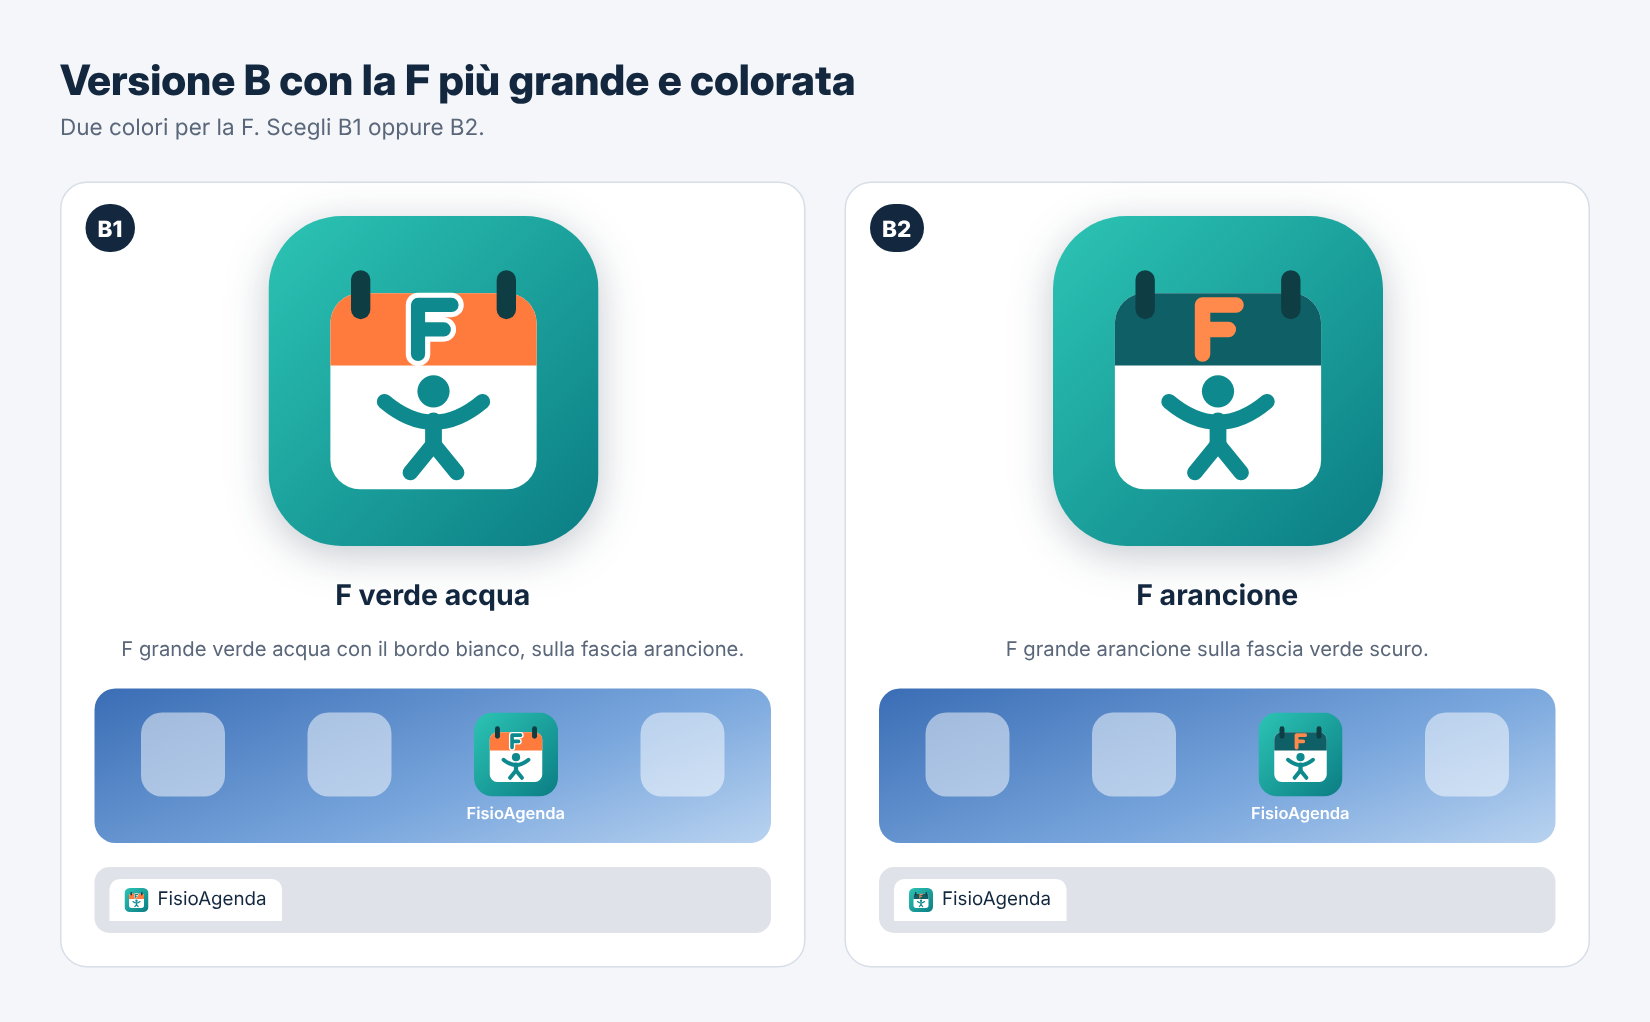 Versione B con la F più grande e colorata
Due colori per la F. Scegli B1 oppure B2.
B1
F
F verde acqua
F grande verde acqua con il bordo bianco, sulla fascia arancione.
F
FisioAgenda
FisioAgenda
B2
F
F arancione
F grande arancione sulla fascia verde scuro.
F
FisioAgenda
FisioAgenda